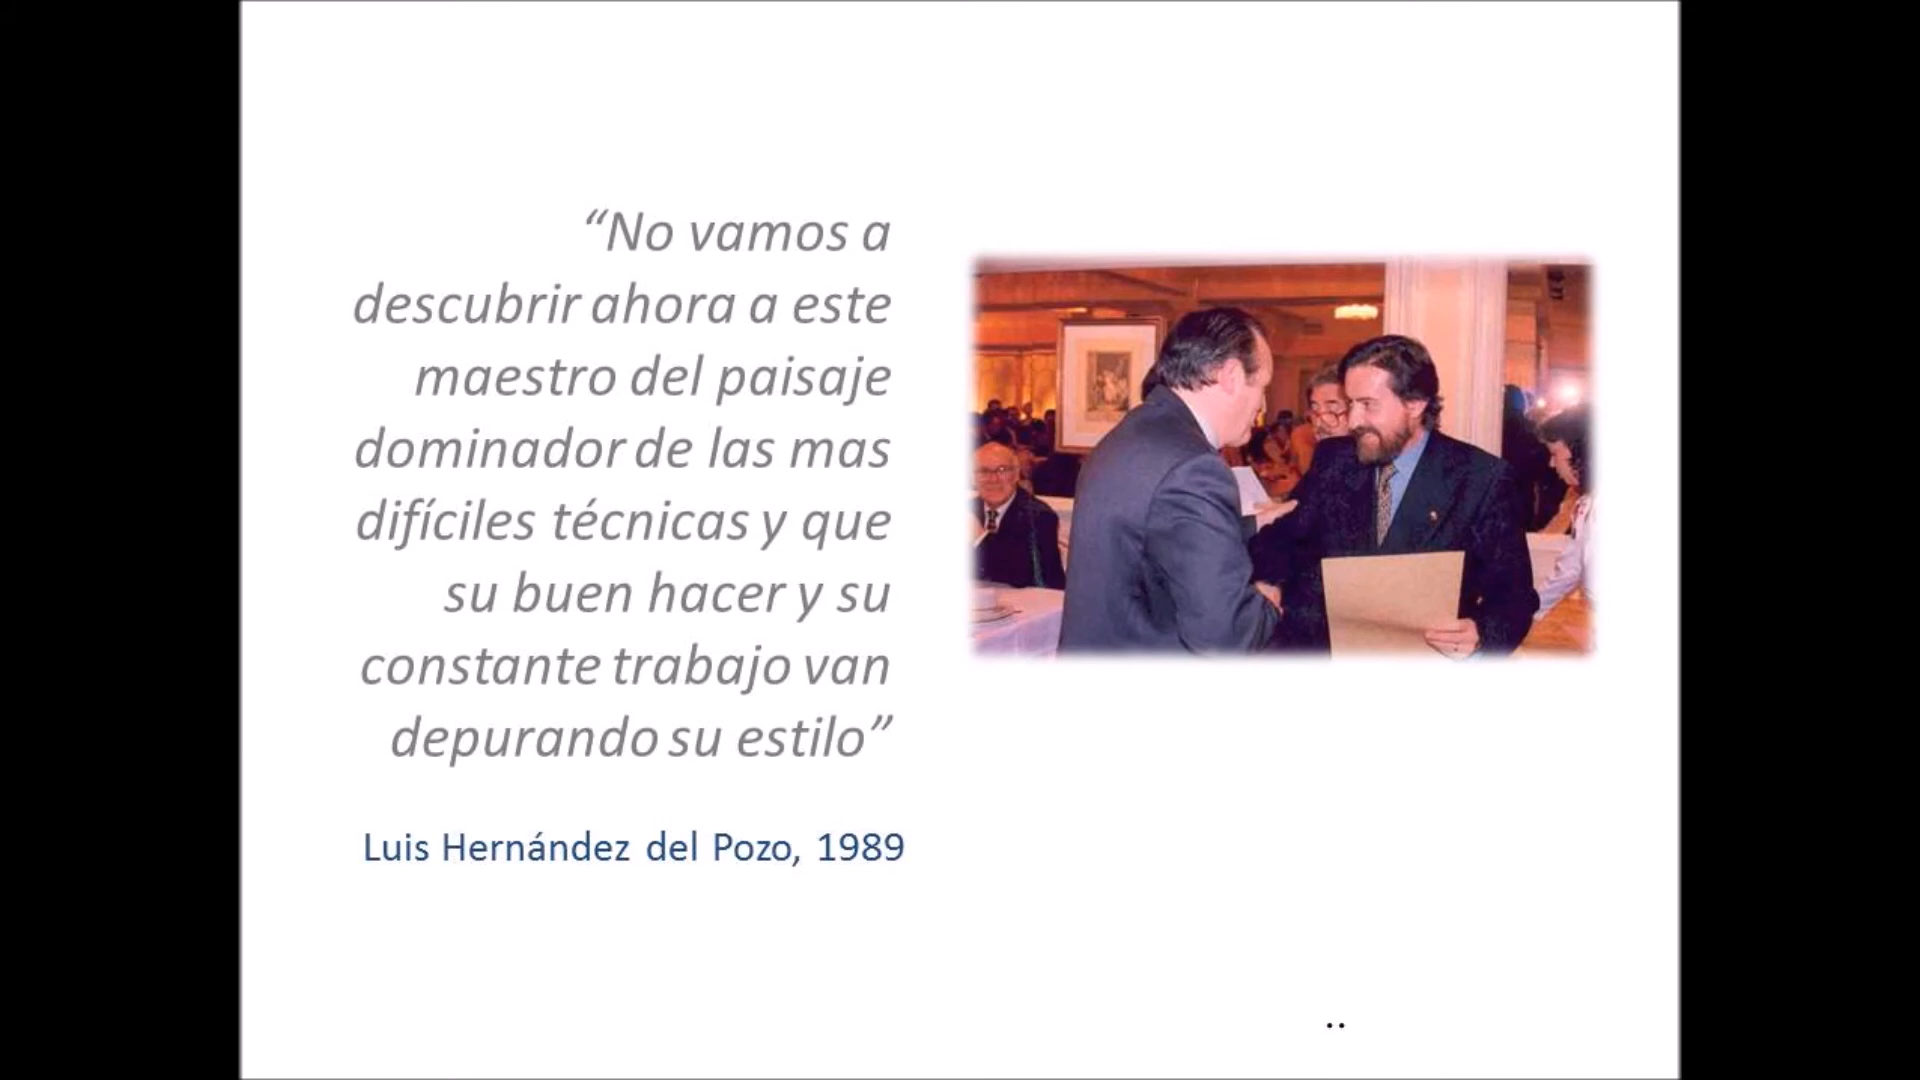 “No vamos a
descubrir ahora a este
maestro del paisaje
dominador de las mas
difíciles técnicas y que
su buen hacer y su
constante trabajo van
depurando su estilo”
Luis Hernández del Pozo, 1989
..